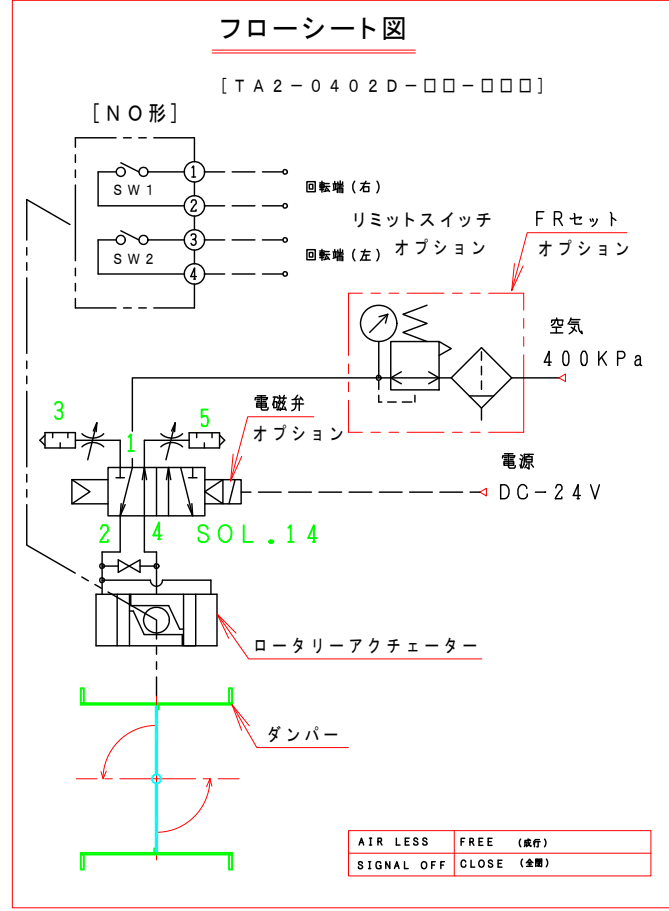 フローシート図
[TA2-0402D-□□-□□□]
[NO形]
1
SW1
2
回転端(右)
3
SW2
4
回転端(左)
リミットスイッチ
オプション
FRセット
オプション
空気
400KPa
電磁弁
オプション
3
1
5
電源
DC-24V
2
4
SOL.14
ロータリーアクチェーター
ダンパー
AIR LESS FREE (成行)
SIGNAL OFF CLOSE (全閉)